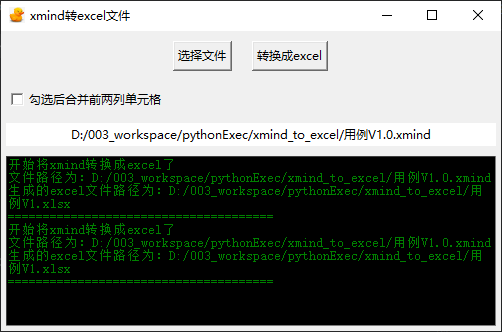 xmind转excel文件
选择文件 转换成excel
勾选后合并前两列单元格
D:/003_workspace/pythonExec/xmind_to_excel/用例V1.0.xmind
开始将xmind转换成excel了
文件路径为: D:/003_workspace/pythonExec/xmind_to_excel/用例V1.0.xmind
生成的excel文件路径为: D:/003_workspace/pythonExec/xmind_to_excel/用
例V1.xlsx
======================================
开始将xmind转换成excel了
文件路径为: D:/003_workspace/pythonExec/xmind_to_excel/用例V1.0.xmind
生成的excel文件路径为: D:/003_workspace/pythonExec/xmind_to_excel/用
例V1.xlsx
======================================